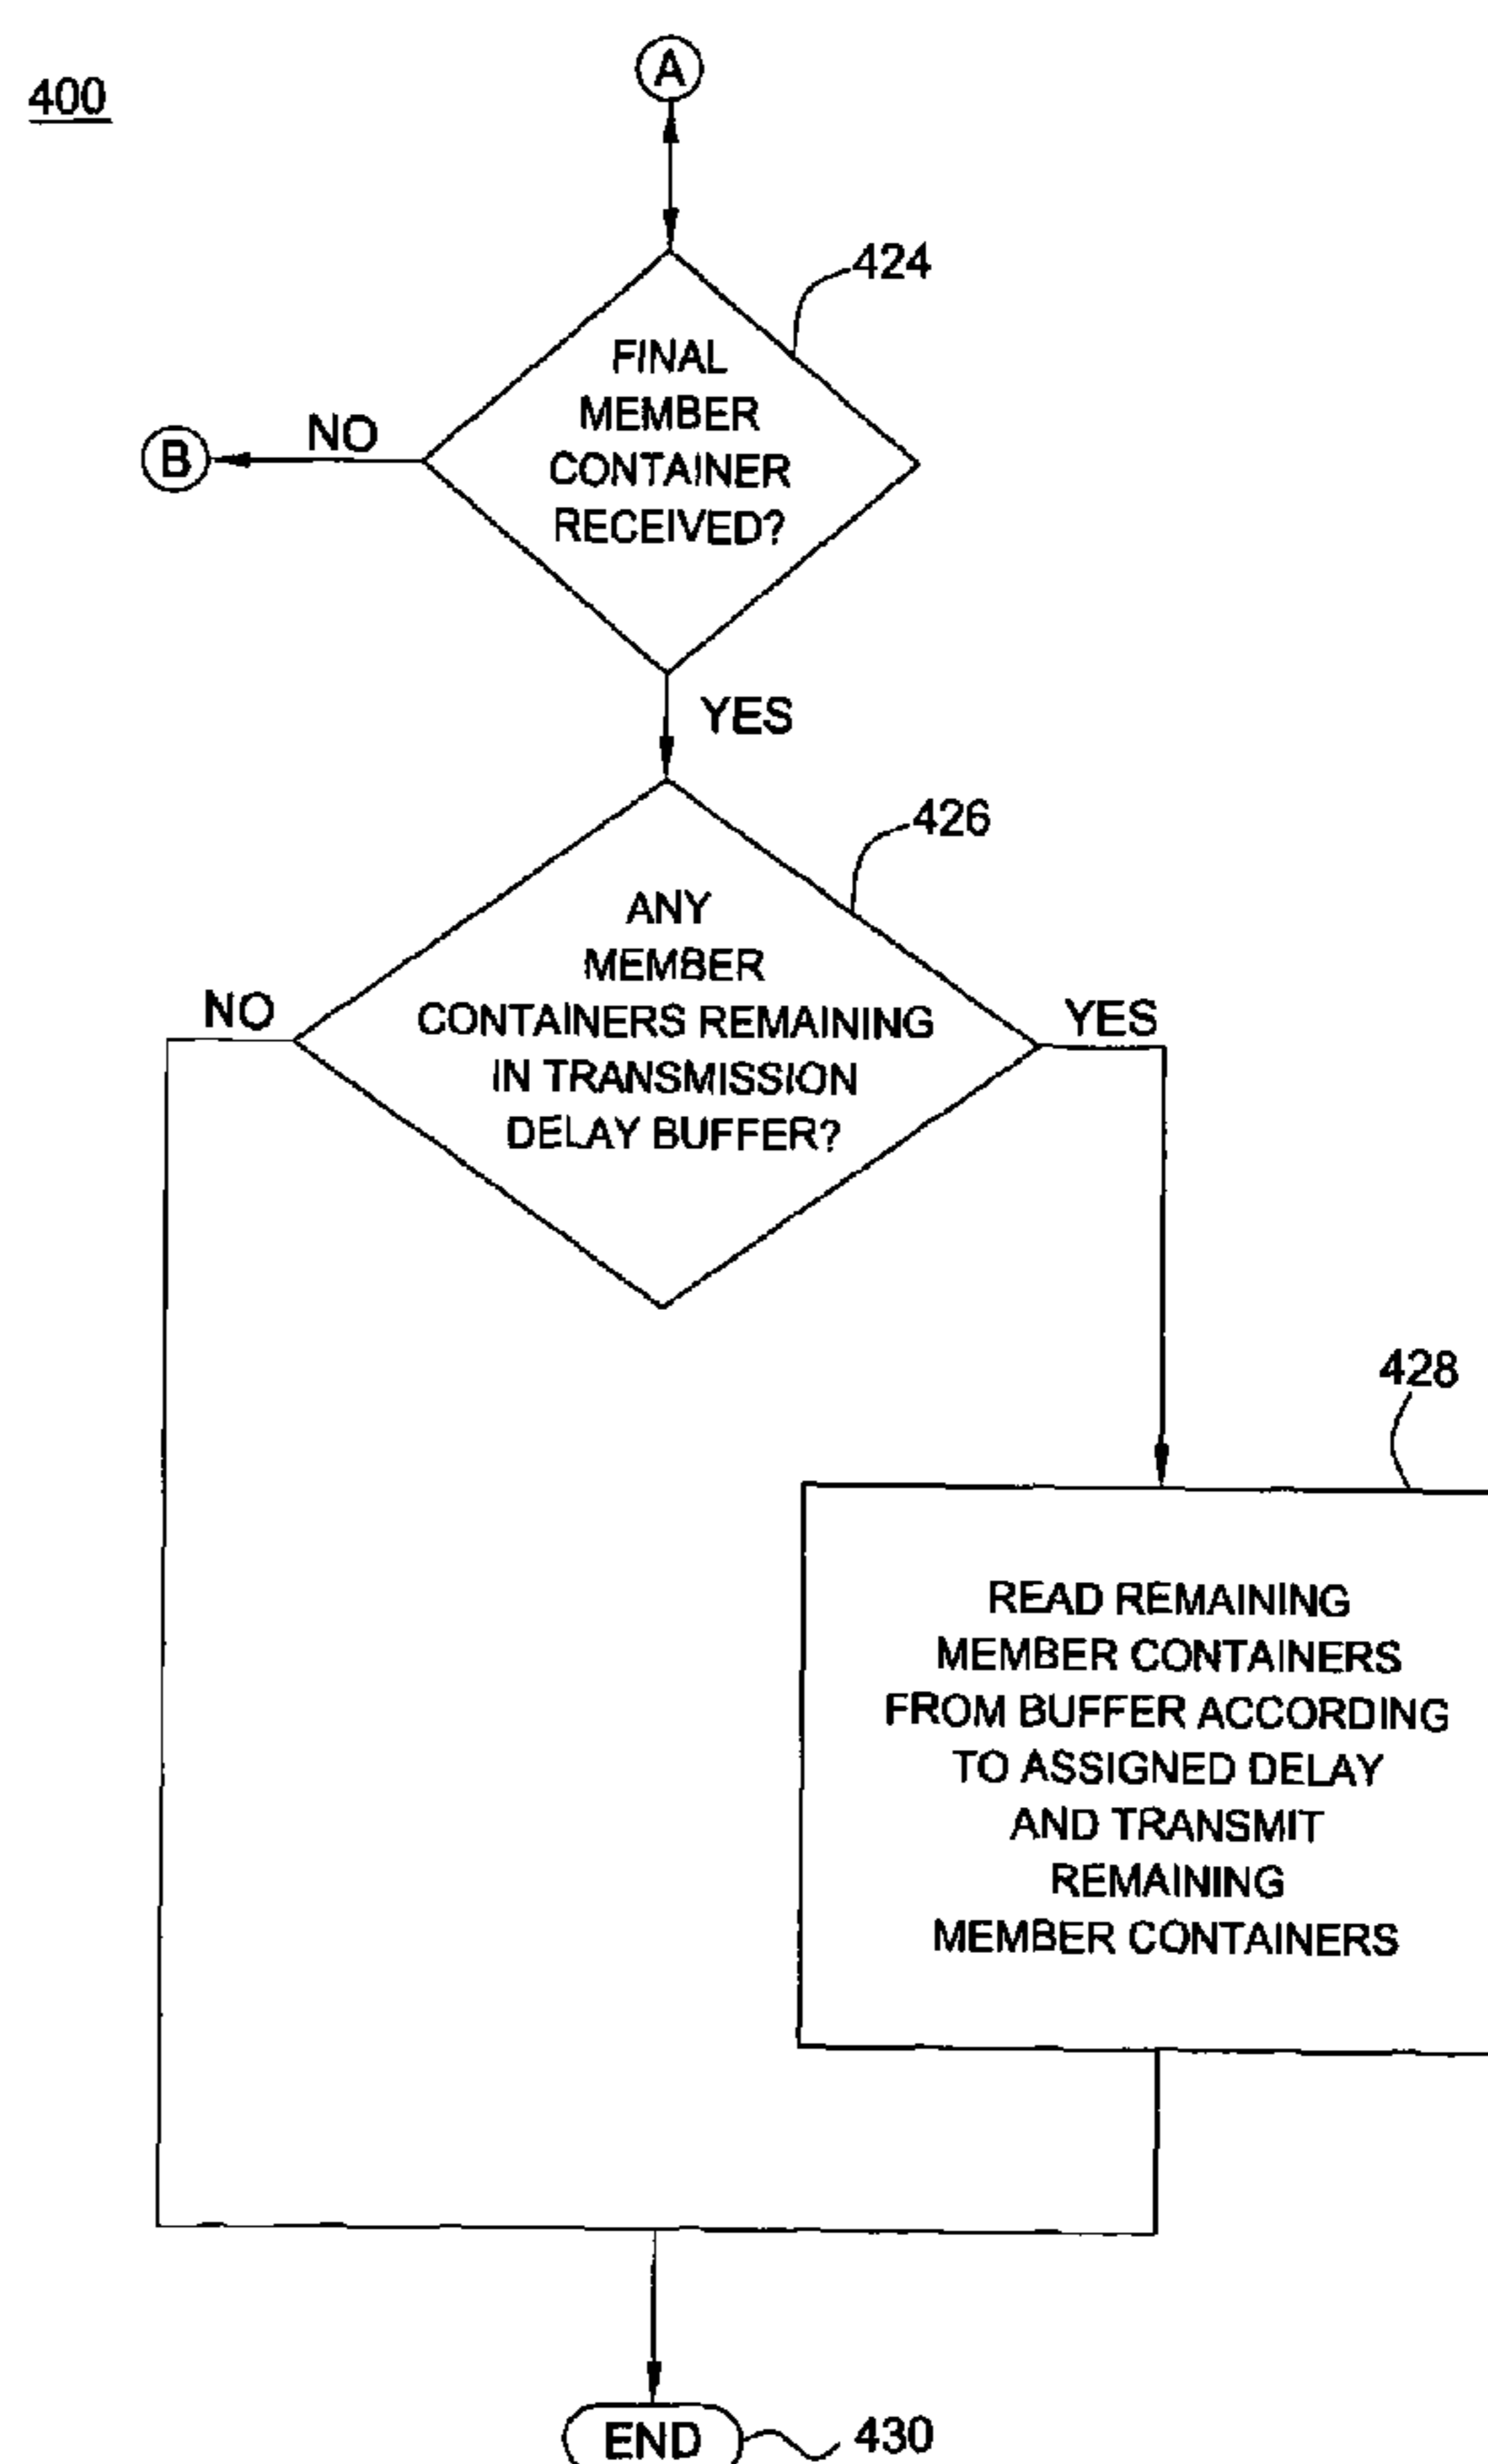 400
A
424
FINAL
MEMBER
CONTAINER
RECEIVED?
NO
B
YES
426
ANY
MEMBER
CONTAINERS REMAINING
IN TRANSMISSION
DELAY BUFFER?
NO
YES
428
READ REMAINING
MEMBER CONTAINERS
FROM BUFFER ACCORDING
TO ASSIGNED DELAY
AND TRANSMIT
REMAINING
MEMBER CONTAINERS
END
430